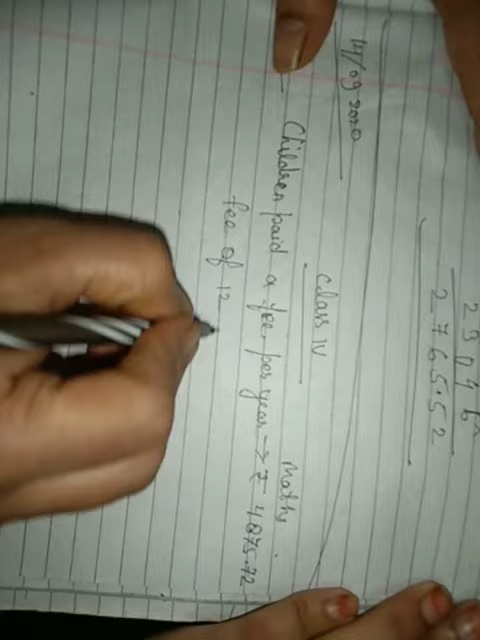 2 3 0 4 6
2 7 6 5.5 2
14/09 2020
Class IV Maths
Children paid a fee per year → ₹ 4875.72
fee of 12